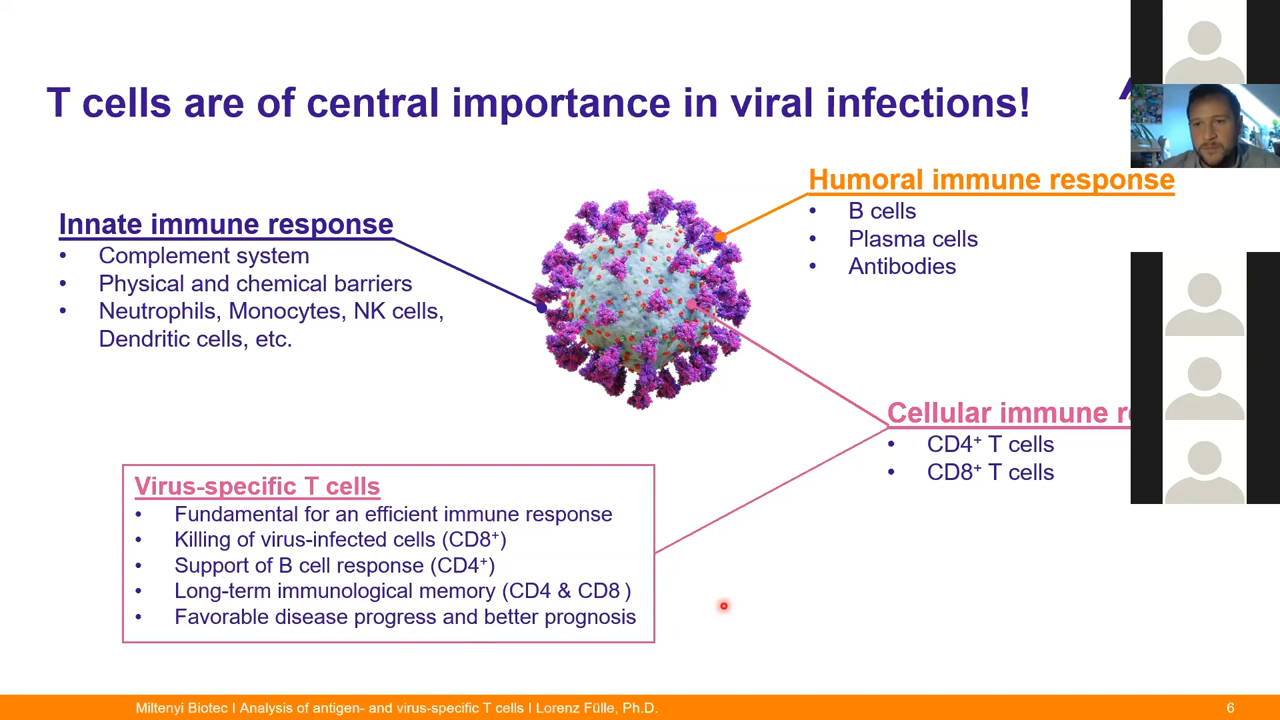 T cells are of central importance in viral infections!
Innate immune response
• Complement system
• Physical and chemical barriers
• Neutrophils, Monocytes, NK cells,
Dendritic cells, etc.
Humoral immune response
• B cells
• Plasma cells
• Antibodies
Cellular immune
• CD4⁺ T cells
• CD8⁺ T cells
Virus-specific T cells
• Fundamental for an efficient immune response
• Killing of virus-infected cells (CD8⁺)
• Support of B cell response (CD4⁺)
• Long-term immunological memory (CD4 & CD8 )
• Favorable disease progress and better prognosis
Miltenyi Biotec I Analysis of antigen- and virus-specific T cells I Lorenz Fülle, Ph.D.
6